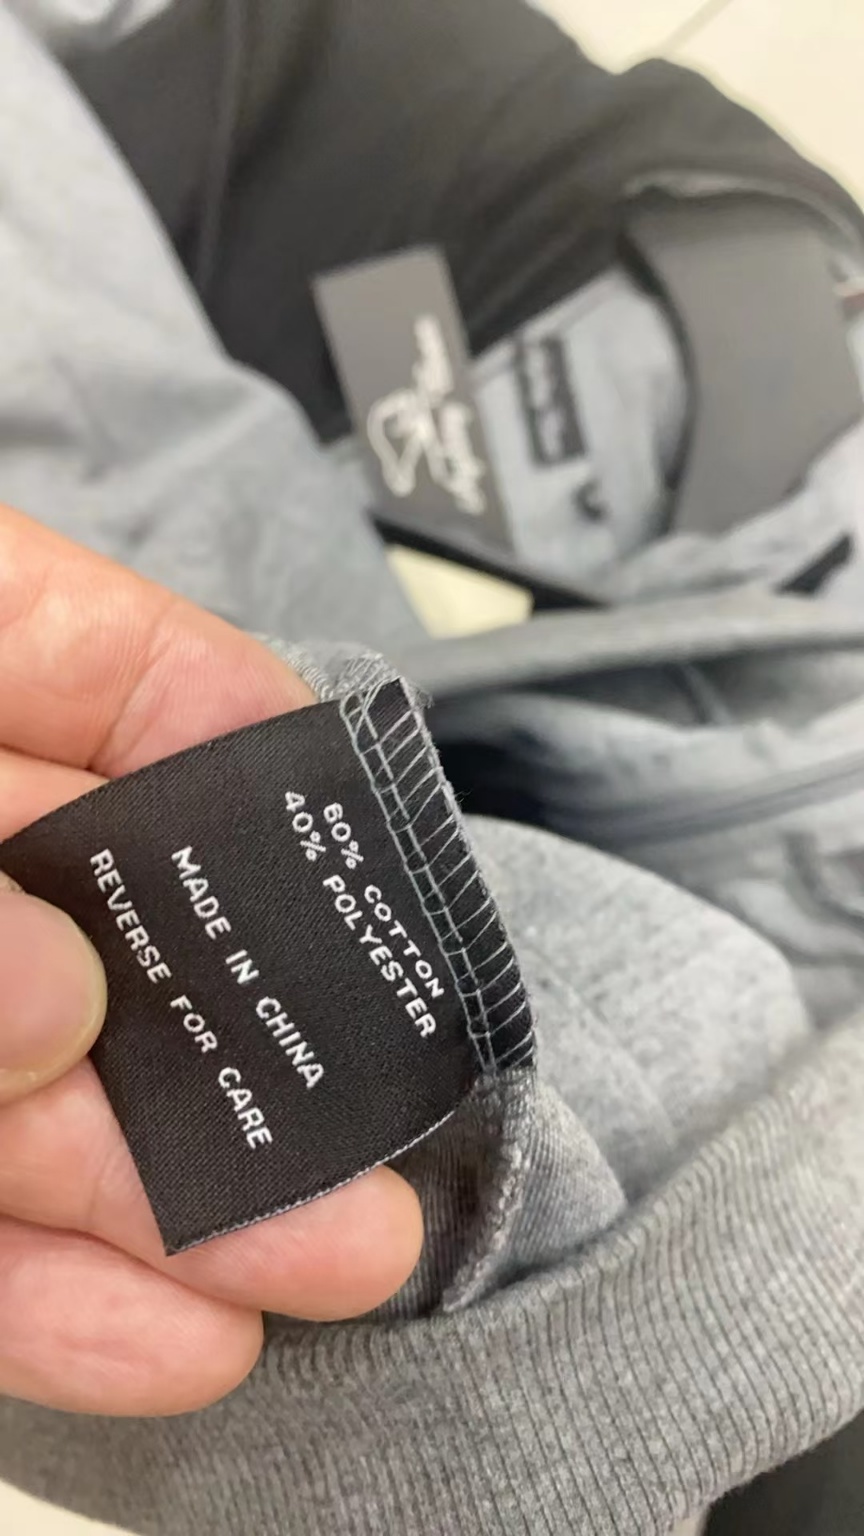 60% COTTON
40% POLYESTER
MADE IN CHINA
REVERSE FOR CARE